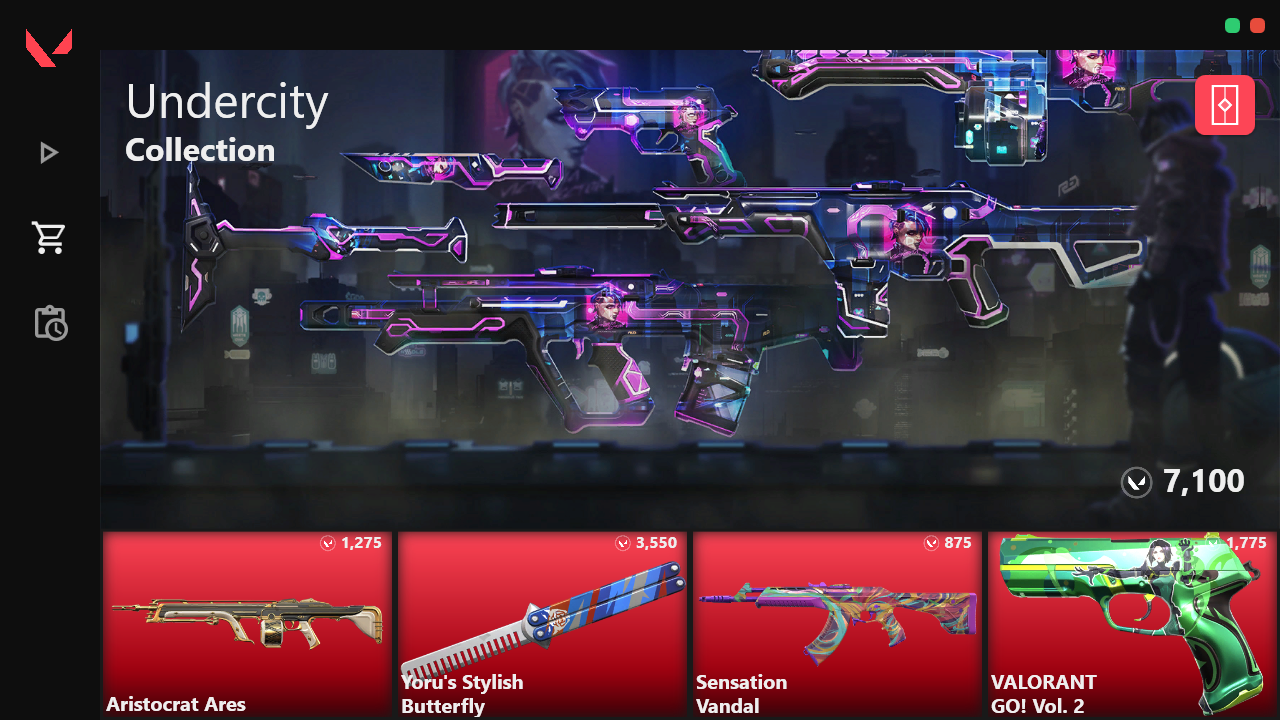 Undercity
Collection
7,100
1,275
Aristocrat Ares
3,550
Yoru's Stylish
Butterfly
875
Sensation
Vandal
1,775
VALORANT
GO! Vol. 2